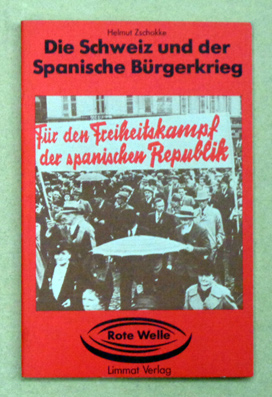 Helmut Zschokke
Die Schweiz und der
Spanische Bürgerkrieg
Für den Freiheitskampf
der spanischen Republik
Rote Welle
Limmat Verlag